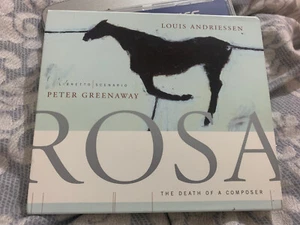 LOUIS ANDRIESSEN
LIBRETTO SCENARIO
PETER GREENAWAY
ROSA
THE DEATH OF A COMPOSER